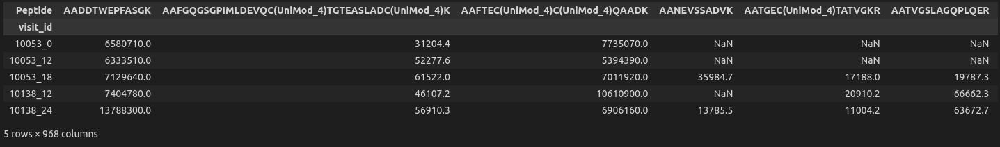 Peptide AADDTWEPFASGK AAFGQGSGPIMLDEVQC(UniMod_4)TGTEASLADC(UniMod_4)K AAFTEC(UniMod_4)C(UniMod_4)QAADK AANEVSSADVK AATGEC(UniMod_4)TATVGKR AATVGSLAGQPLQER
visit_id
10053_0 6580710.0 31204.4 7735070.0 NaN NaN NaN
10053_12 6333510.0 52277.6 5394390.0 NaN NaN NaN
10053_18 7129640.0 61522.0 7011920.0 35984.7 17188.0 19787.3
10138_12 7404780.0 46107.2 10610900.0 NaN 20910.2 66662.3
10138_24 13788300.0 56910.3 6906160.0 13785.5 11004.2 63672.7
5 rows × 968 columns